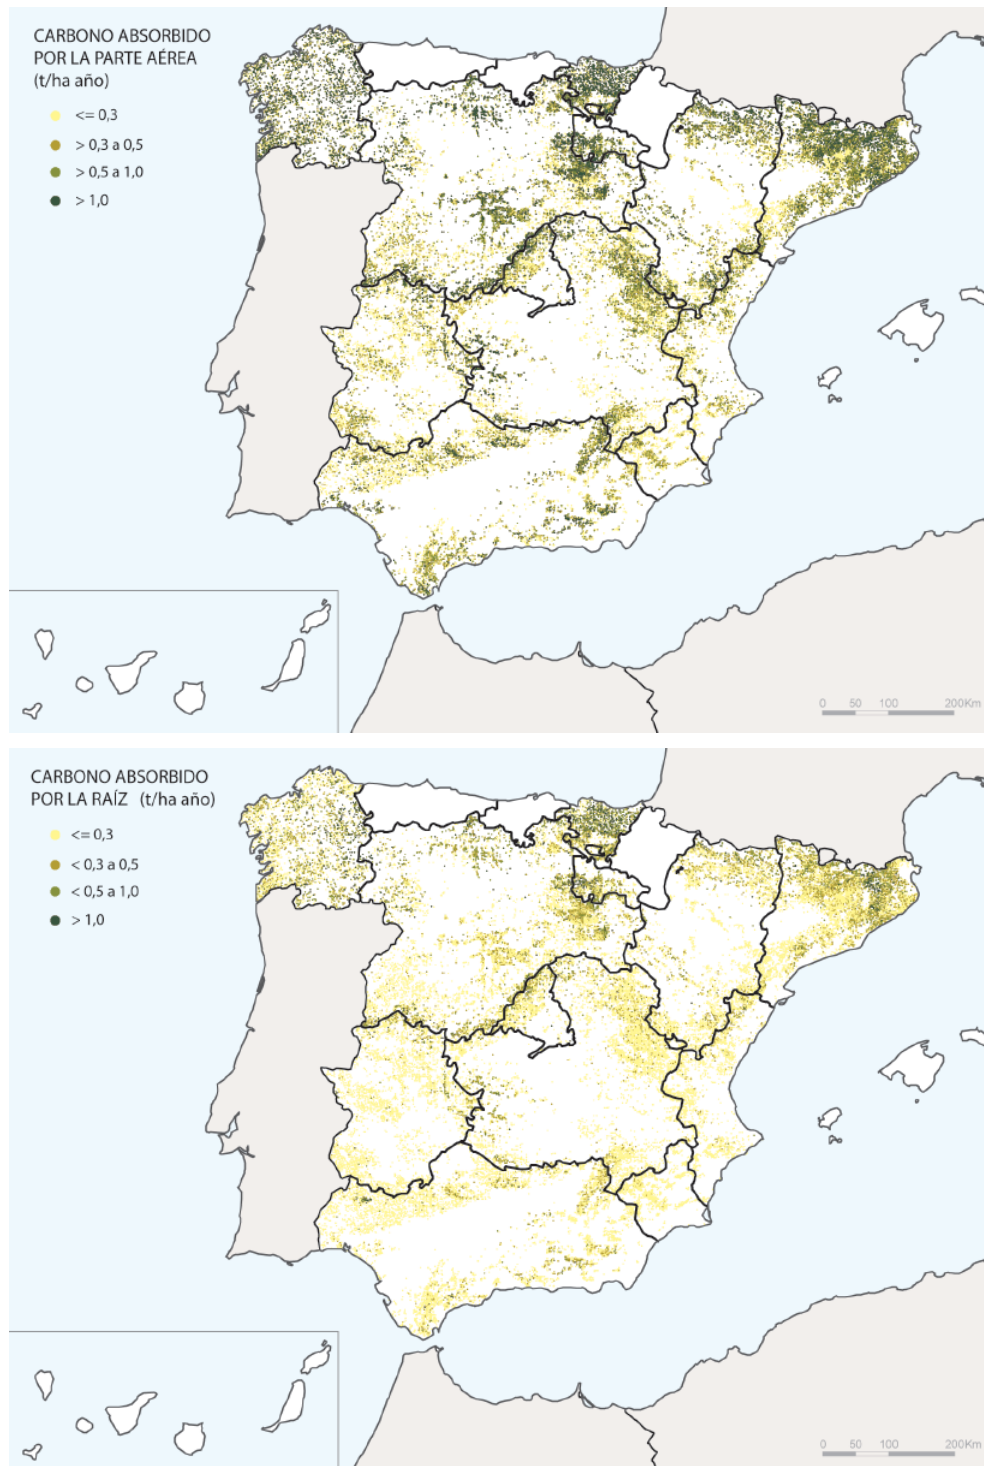 CARBONO ABSORBIDO
POR LA PARTE AÉREA
(t/ha año)
<= 0,3
> 0,3 a 0,5
> 0,5 a 1,0
> 1,0
0 50 100 200Km
CARBONO ABSORBIDO
POR LA RAÍZ (t/ha año)
<= 0,3
< 0,3 a 0,5
< 0,5 a 1,0
> 1,0
0 50 100 200Km